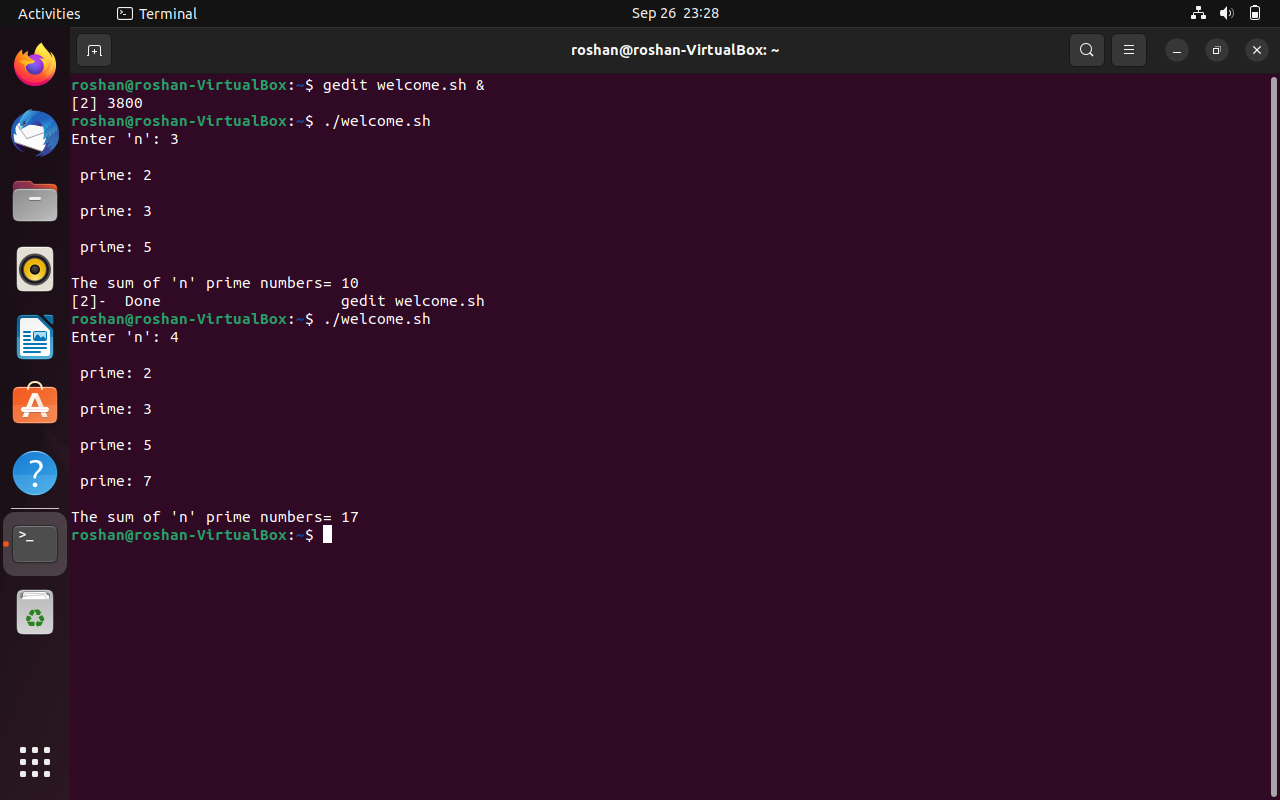 Activities Terminal Sep 26 23:28
roshan@roshan-VirtualBox: ~
roshan@roshan-VirtualBox:~$ gedit welcome.sh &
[2] 3800
roshan@roshan-VirtualBox:~$ ./welcome.sh
Enter 'n': 3
prime: 2
prime: 3
prime: 5
The sum of 'n' prime numbers= 10
[2]-  Done                    gedit welcome.sh
roshan@roshan-VirtualBox:~$ ./welcome.sh
Enter 'n': 4
prime: 2
prime: 3
prime: 5
prime: 7
The sum of 'n' prime numbers= 17
roshan@roshan-VirtualBox:~$